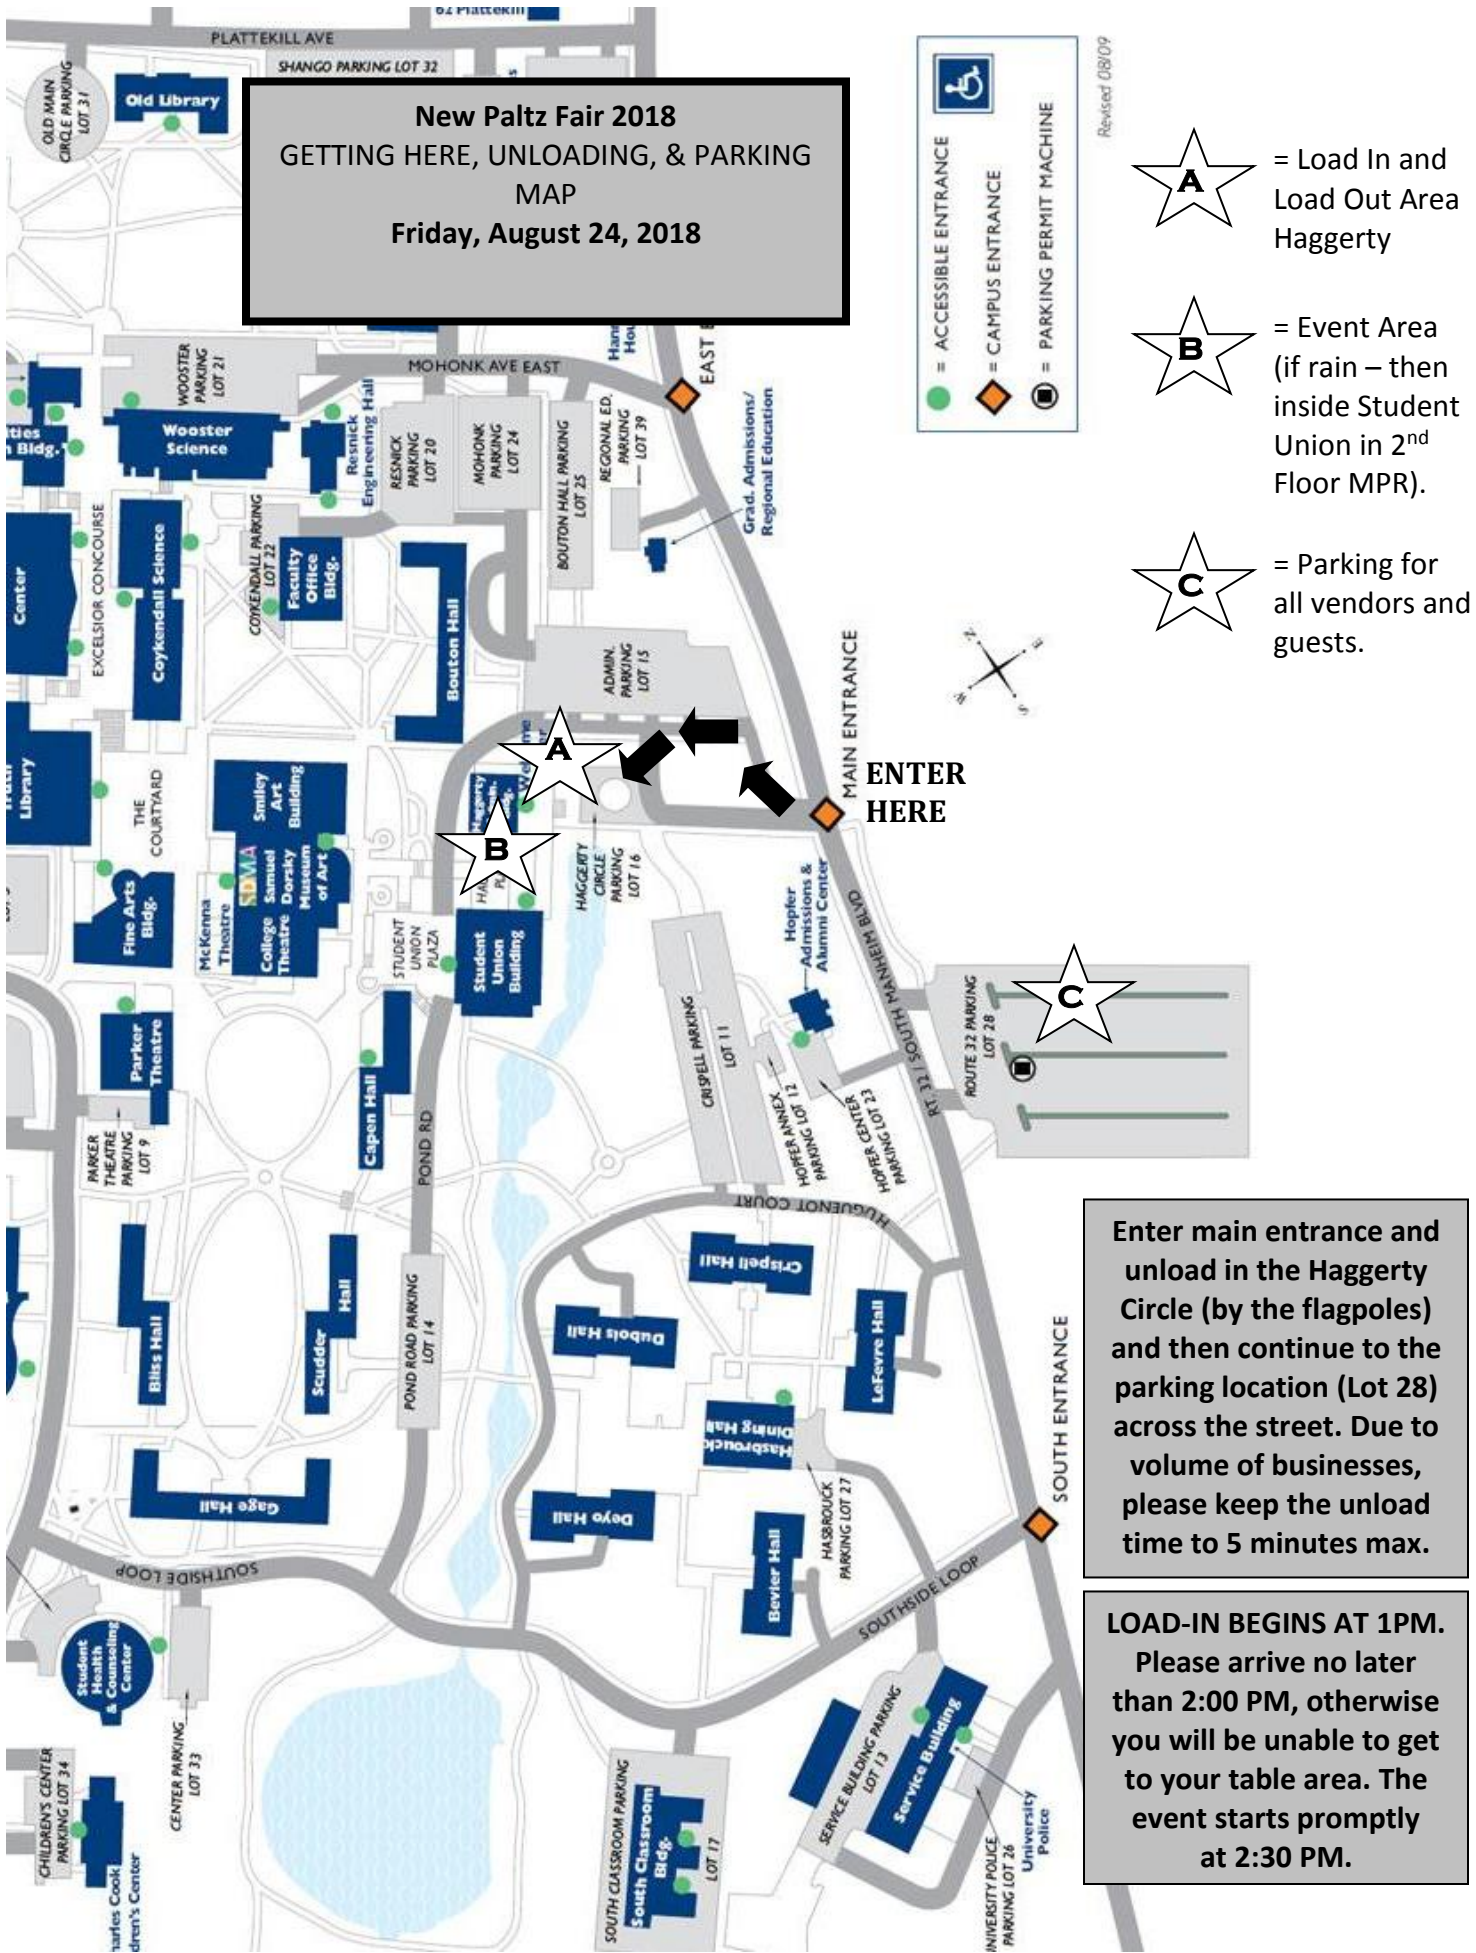 62 Plattekill
PLATTEKILL AVE
SHANGO PARKING LOT 32
OLD MAIN
CIRCLE PARKING
LOT 31
Old Library
New Paltz Fair 2018
GETTING HERE, UNLOADING, & PARKING
MAP
Friday, August 24, 2018
= ACCESSIBLE ENTRANCE
= CAMPUS ENTRANCE
= PARKING PERMIT MACHINE
Revised 08/09
A
= Load In and
Load Out Area
Haggerty
B
= Event Area
(if rain – then
inside Student
Union in 2nd
Floor MPR).
C
= Parking for
all vendors and
guests.
WOOSTER
PARKING
LOT 21
MOHONK AVE EAST
EAST
Wooster
Science
Resnick
Engineering Hall
RESNICK
PARKING
LOT 20
MOHONK
PARKING
LOT 24
BOUTON HALL PARKING
LOT 25
REGIONAL ED.
PARKING
LOT 39
Grad. Admissions/
Regional Education
Bldg.
Center
EXCELSIOR CONCOURSE
Coykendall Science
COYKENDALL PARKING
LOT 22
Faculty
Office
Bldg.
Bouton Hall
ADMIN.
PARKING
LOT 15
N
E
W
S
MAIN ENTRANCE
ENTER
HERE
Library
THE
COURTYARD
Smiley
Art
Building
SDMA
Samuel
Dorsky
Museum
of Art
McKenna
Theatre
College
Theatre
Fine Arts
Bldg.
Haggerty
A
B
HAGGERTY
CIRCLE
PARKING
LOT 16
STUDENT
UNION
PLAZA
Student
Union
Building
Hopfer
Admissions &
Alumni Center
RT. 32 / SOUTH MANHEIM BLVD
ROUTE 32 PARKING
LOT 28
C
CRISPELL PARKING
LOT 11
HOPFER ANNEX
PARKING LOT 12
HOPFER CENTER
PARKING LOT 23
Parker
Theatre
PARKER
THEATRE
PARKING
LOT 9
Capen Hall
POND RD
HUGUENOT COURT
Crispell Hall
Bliss Hall
Scudder
Hall
POND ROAD PARKING
LOT 14
Dubois Hall
LeFevre Hall
Hasbrouck
Dining Hall
HASBROUCK
PARKING LOT 27
Gage Hall
Deyo Hall
Bevier Hall
SOUTH ENTRANCE
SOUTHSIDE LOOP
SOUTHSIDE LOOP
Student
Health
& Counseling
Center
CENTER PARKING
LOT 33
CHILDREN'S CENTER
PARKING LOT 34
SOUTH CLASSROOM PARKING
South Classroom
Bldg.
LOT 17
SERVICE BUILDING PARKING
LOT 13
Service Building
University
Police
PARKING LOT 26
Enter main entrance and
unload in the Haggerty
Circle (by the flagpoles)
and then continue to the
parking location (Lot 28)
across the street. Due to
volume of businesses,
please keep the unload
time to 5 minutes max.
LOAD-IN BEGINS AT 1PM.
Please arrive no later
than 2:00 PM, otherwise
you will be unable to get
to your table area. The
event starts promptly
at 2:30 PM.